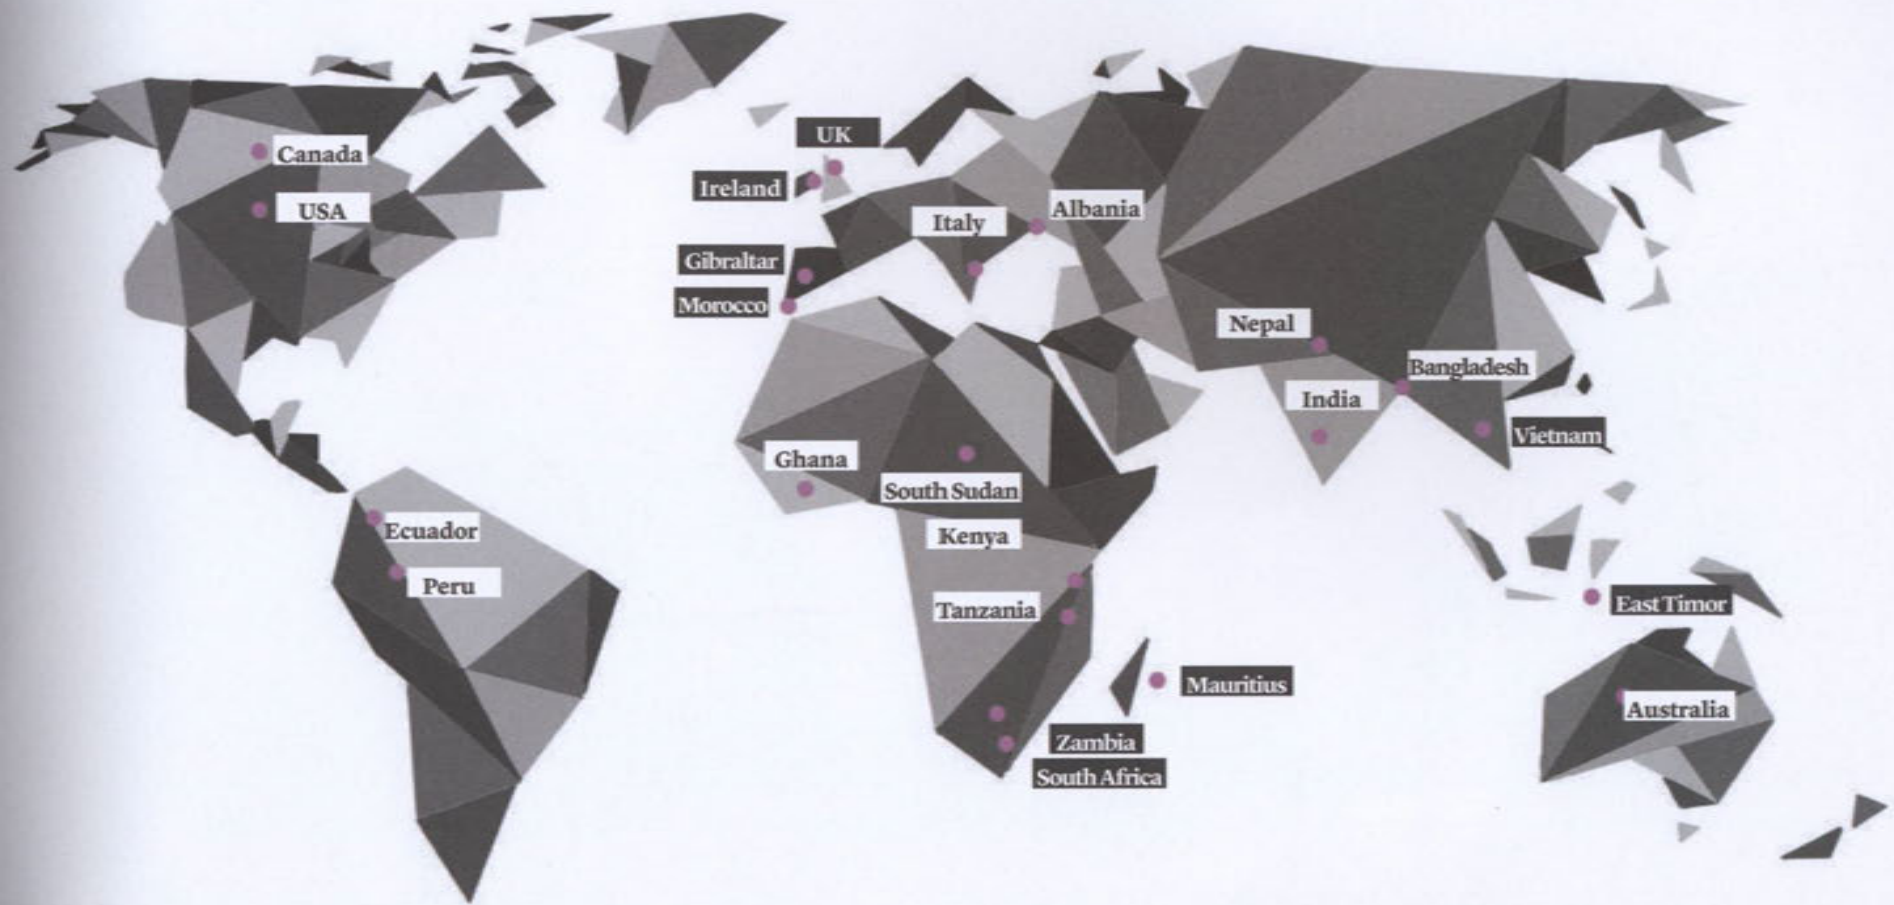 Canada
USA
UK
Ireland
Italy
Albania
Gibraltar
Morocco
Nepal
Bangladesh
India
Vietnam
Ghana
South Sudan
Kenya
Tanzania
Ecuador
Peru
East Timor
Mauritius
Australia
Zambia
South Africa